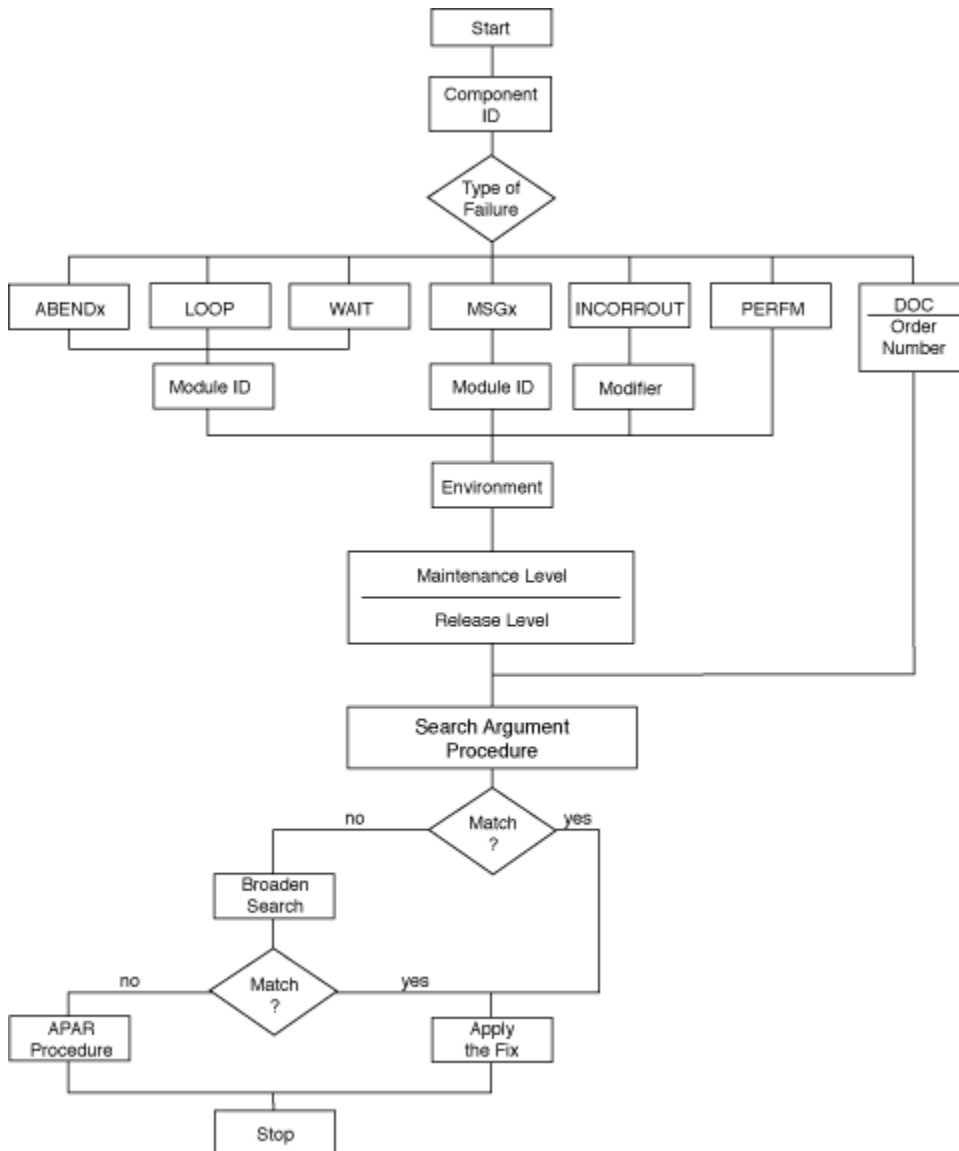 Start
Component
ID
Type of
Failure
ABENDx
LOOP
WAIT
MSGx
INCORROUT
PERFM
DOC
Order
Number
Module ID
Module ID
Modifier
Environment
Maintenance Level
Release Level
Search Argument
Procedure
no
Match
?
yes
Broaden
Search
no
Match
?
yes
APAR
Procedure
Apply
the Fix
Stop